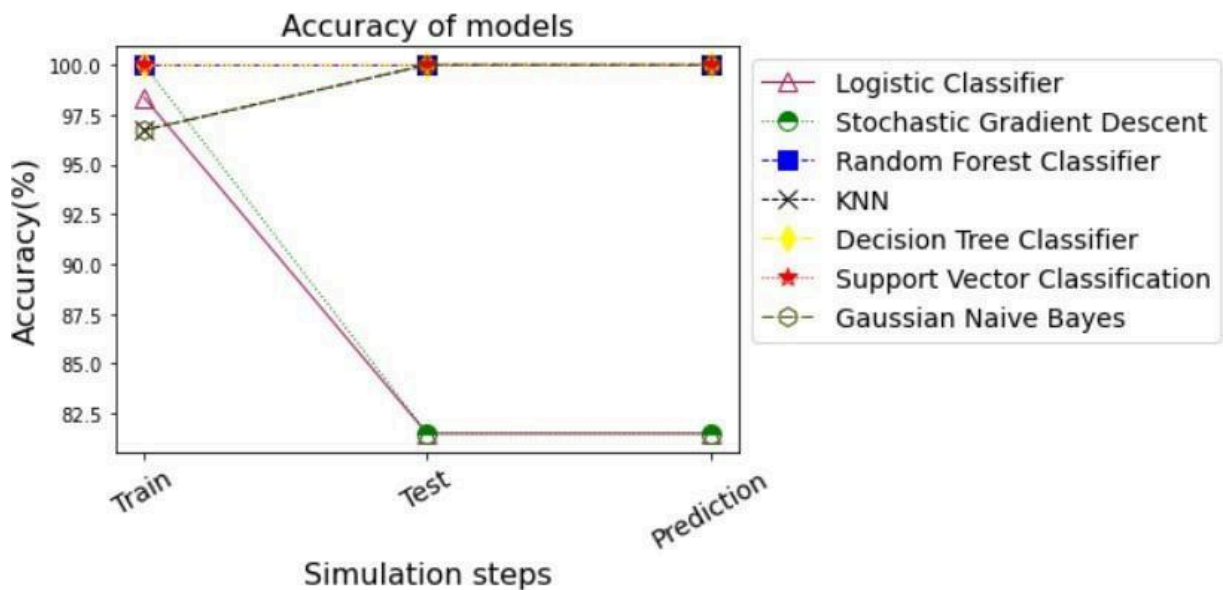 Accuracy of models
100.0
97.5
95.0
92.5
90.0
87.5
85.0
82.5
Accuracy(%)
Train
Test
Prediction
Simulation steps
Logistic Classifier
Stochastic Gradient Descent
Random Forest Classifier
KNN
Decision Tree Classifier
Support Vector Classification
Gaussian Naive Bayes